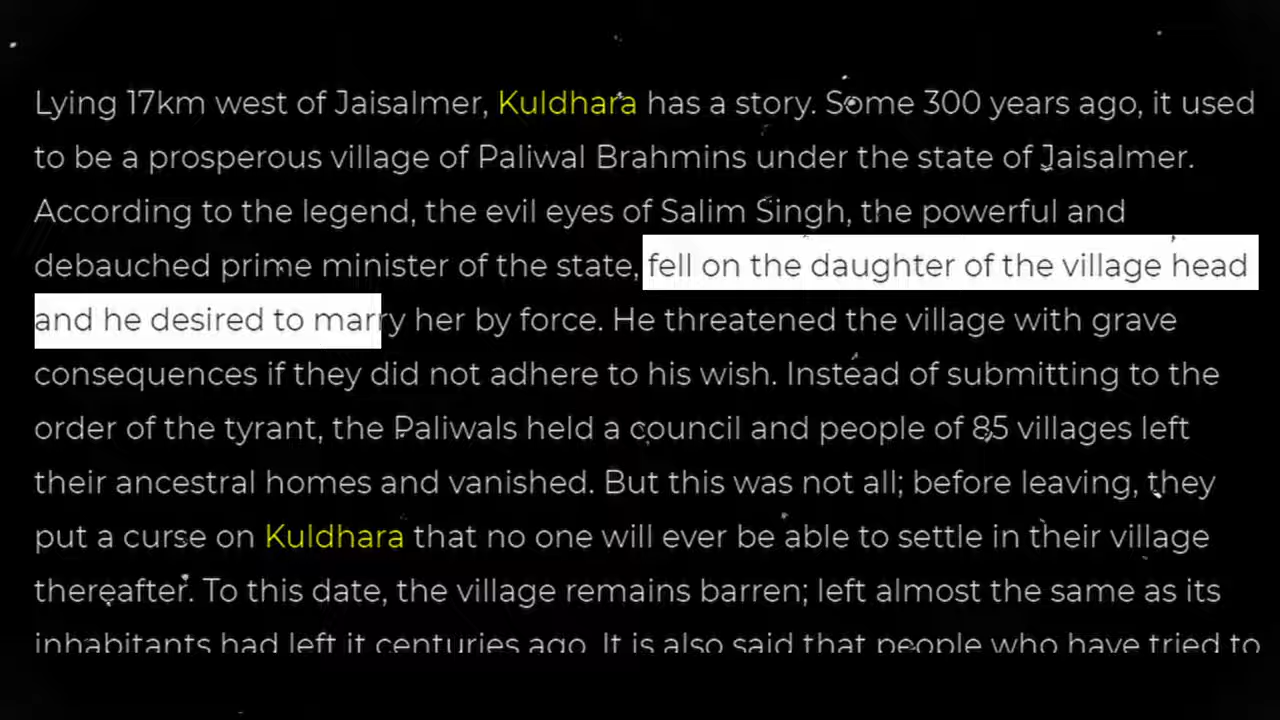 Lying 17km west of Jaisalmer, Kuldhara has a story. Some 300 years ago, it used
to be a prosperous village of Paliwal Brahmins under the state of Jaisalmer.
According to the legend, the evil eyes of Salim Singh, the powerful and
debauched prime minister of the state, fell on the daughter of the village head
and he desired to marry her by force. He threatened the village with grave
consequences if they did not adhere to his wish. Instead of submitting to the
order of the tyrant, the Paliwals held a council and people of 85 villages left
their ancestral homes and vanished. But this was not all; before leaving, they
put a curse on Kuldhara that no one will ever be able to settle in their village
thereafter. To this date, the village remains barren; left almost the same as its
inhabitants had left it centuries ago. It is also said that people who have tried to